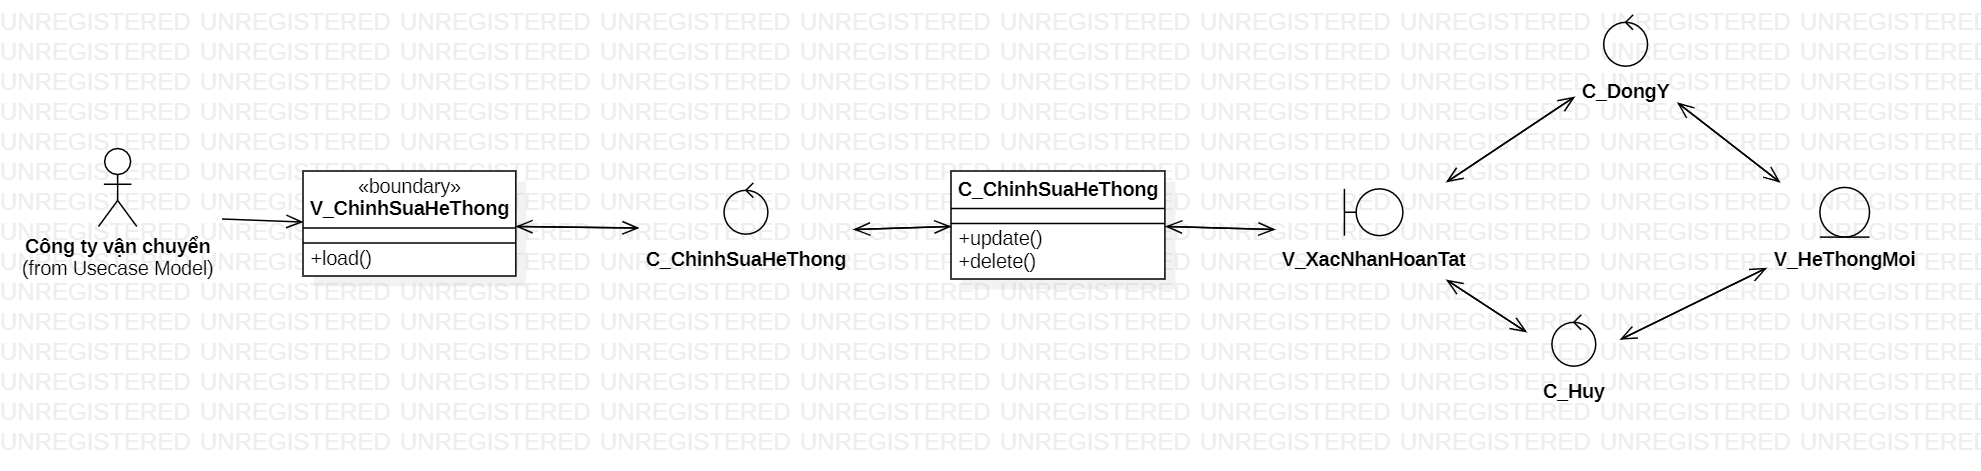 C_DongY
«boundary»
V_ChinhSuaHeThong
+load()
C_ChinhSuaHeThong
+update()
+delete()
Công ty vận chuyển
(from Usecase Model)
C_ChinhSuaHeThong
V_XacNhanHoanTat
V_HeThongMoi
C_Huy
UNREGISTERED UNREGISTERED UNREGISTERED UNREGISTERED UNREGISTERED UNREGISTERED UNREGISTERED UNREGISTERED UNREGISTERED UNREGISTERED